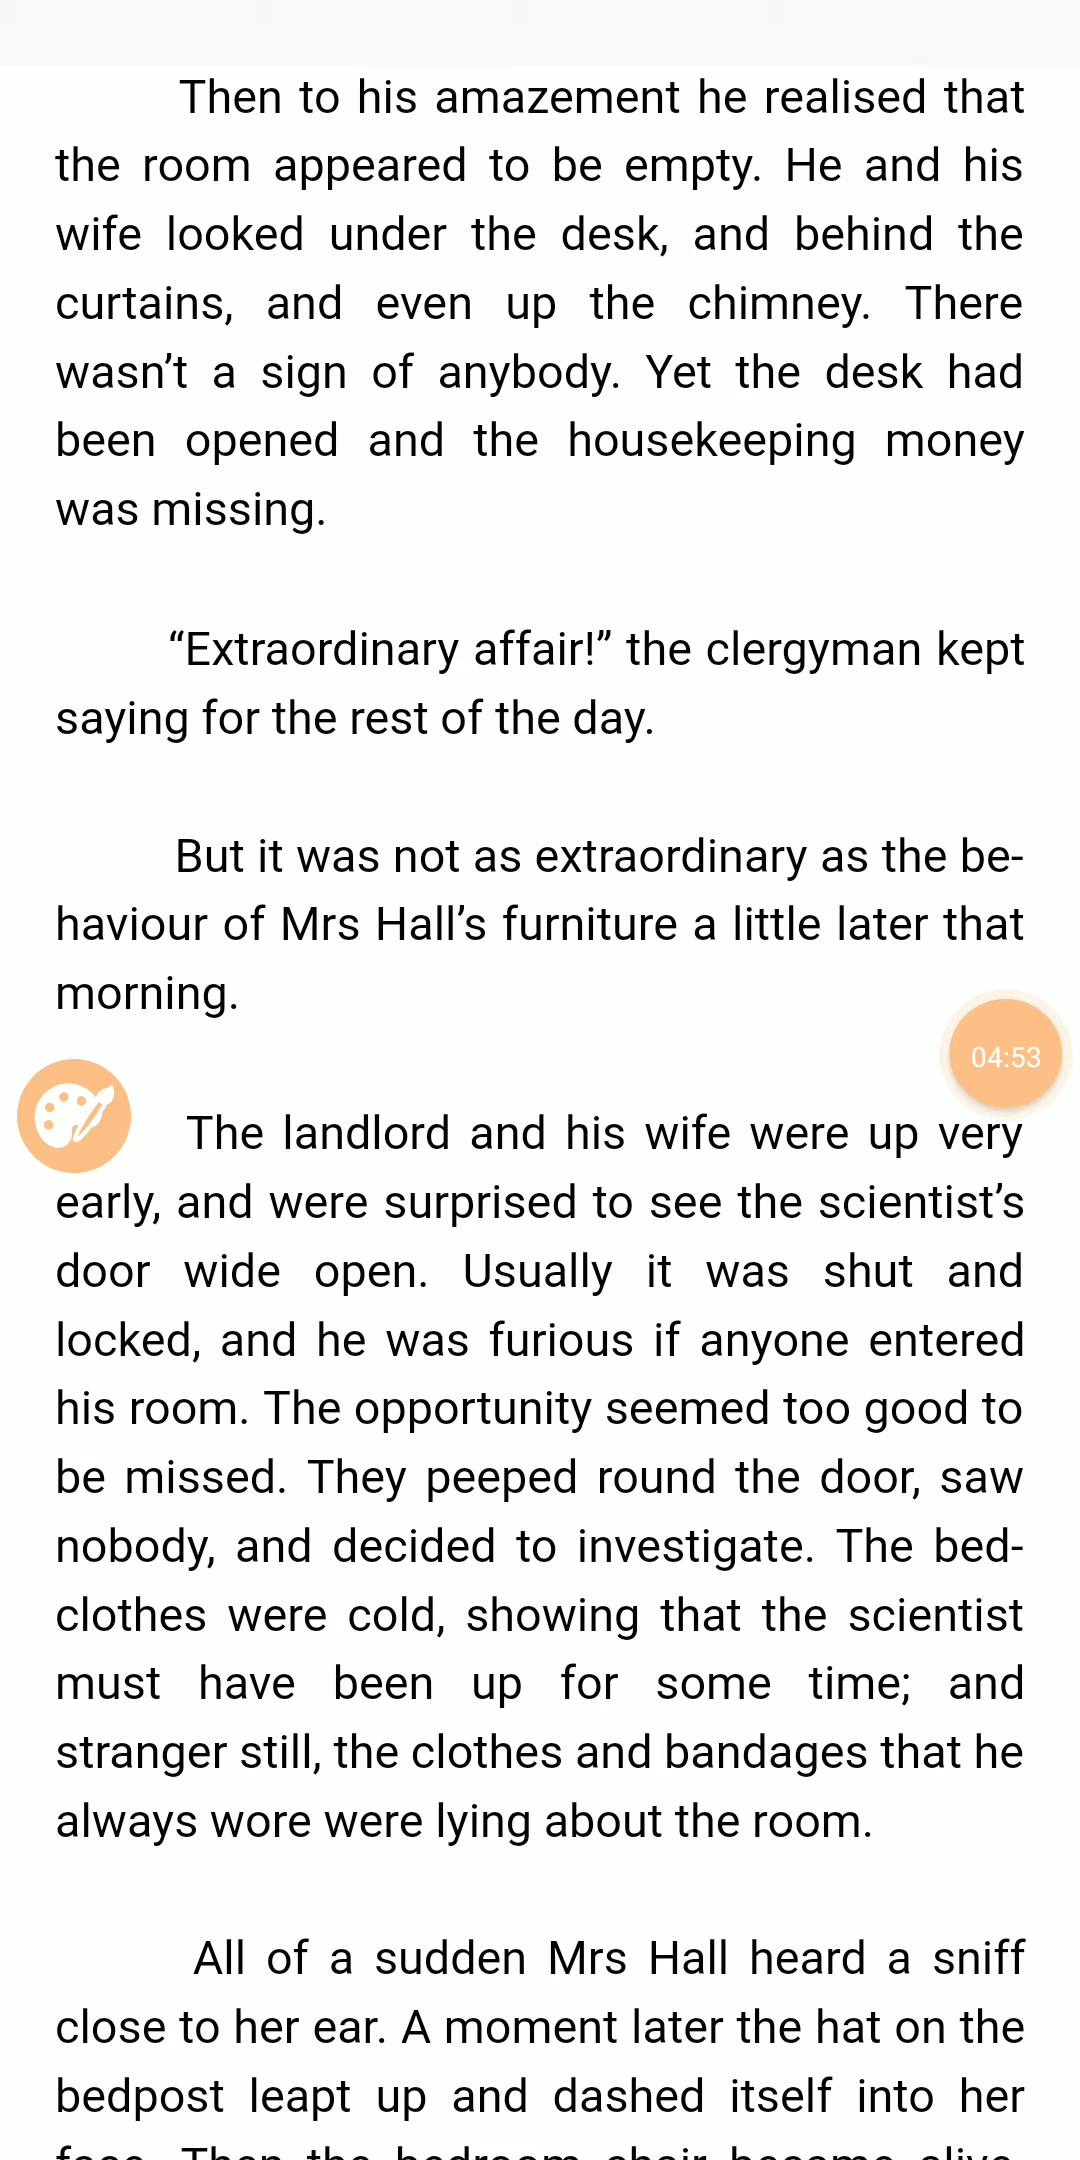 Then to his amazement he realised that
the room appeared to be empty. He and his
wife looked under the desk, and behind the
curtains, and even up the chimney. There
wasn’t a sign of anybody. Yet the desk had
been opened and the housekeeping money
was missing.
“Extraordinary affair!” the clergyman kept
saying for the rest of the day.
But it was not as extraordinary as the be-
haviour of Mrs Hall’s furniture a little later that
morning.
04:53
The landlord and his wife were up very
early, and were surprised to see the scientist’s
door wide open. Usually it was shut and
locked, and he was furious if anyone entered
his room. The opportunity seemed too good to
be missed. They peeped round the door, saw
nobody, and decided to investigate. The bed-
clothes were cold, showing that the scientist
must have been up for some time; and
stranger still, the clothes and bandages that he
always wore were lying about the room.
All of a sudden Mrs Hall heard a sniff
close to her ear. A moment later the hat on the
bedpost leapt up and dashed itself into her
face. Then the bedroom chair became alive.